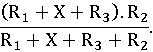 (R₁ + X + R₃). R₂
R₁ + X + R₃ + R₂.